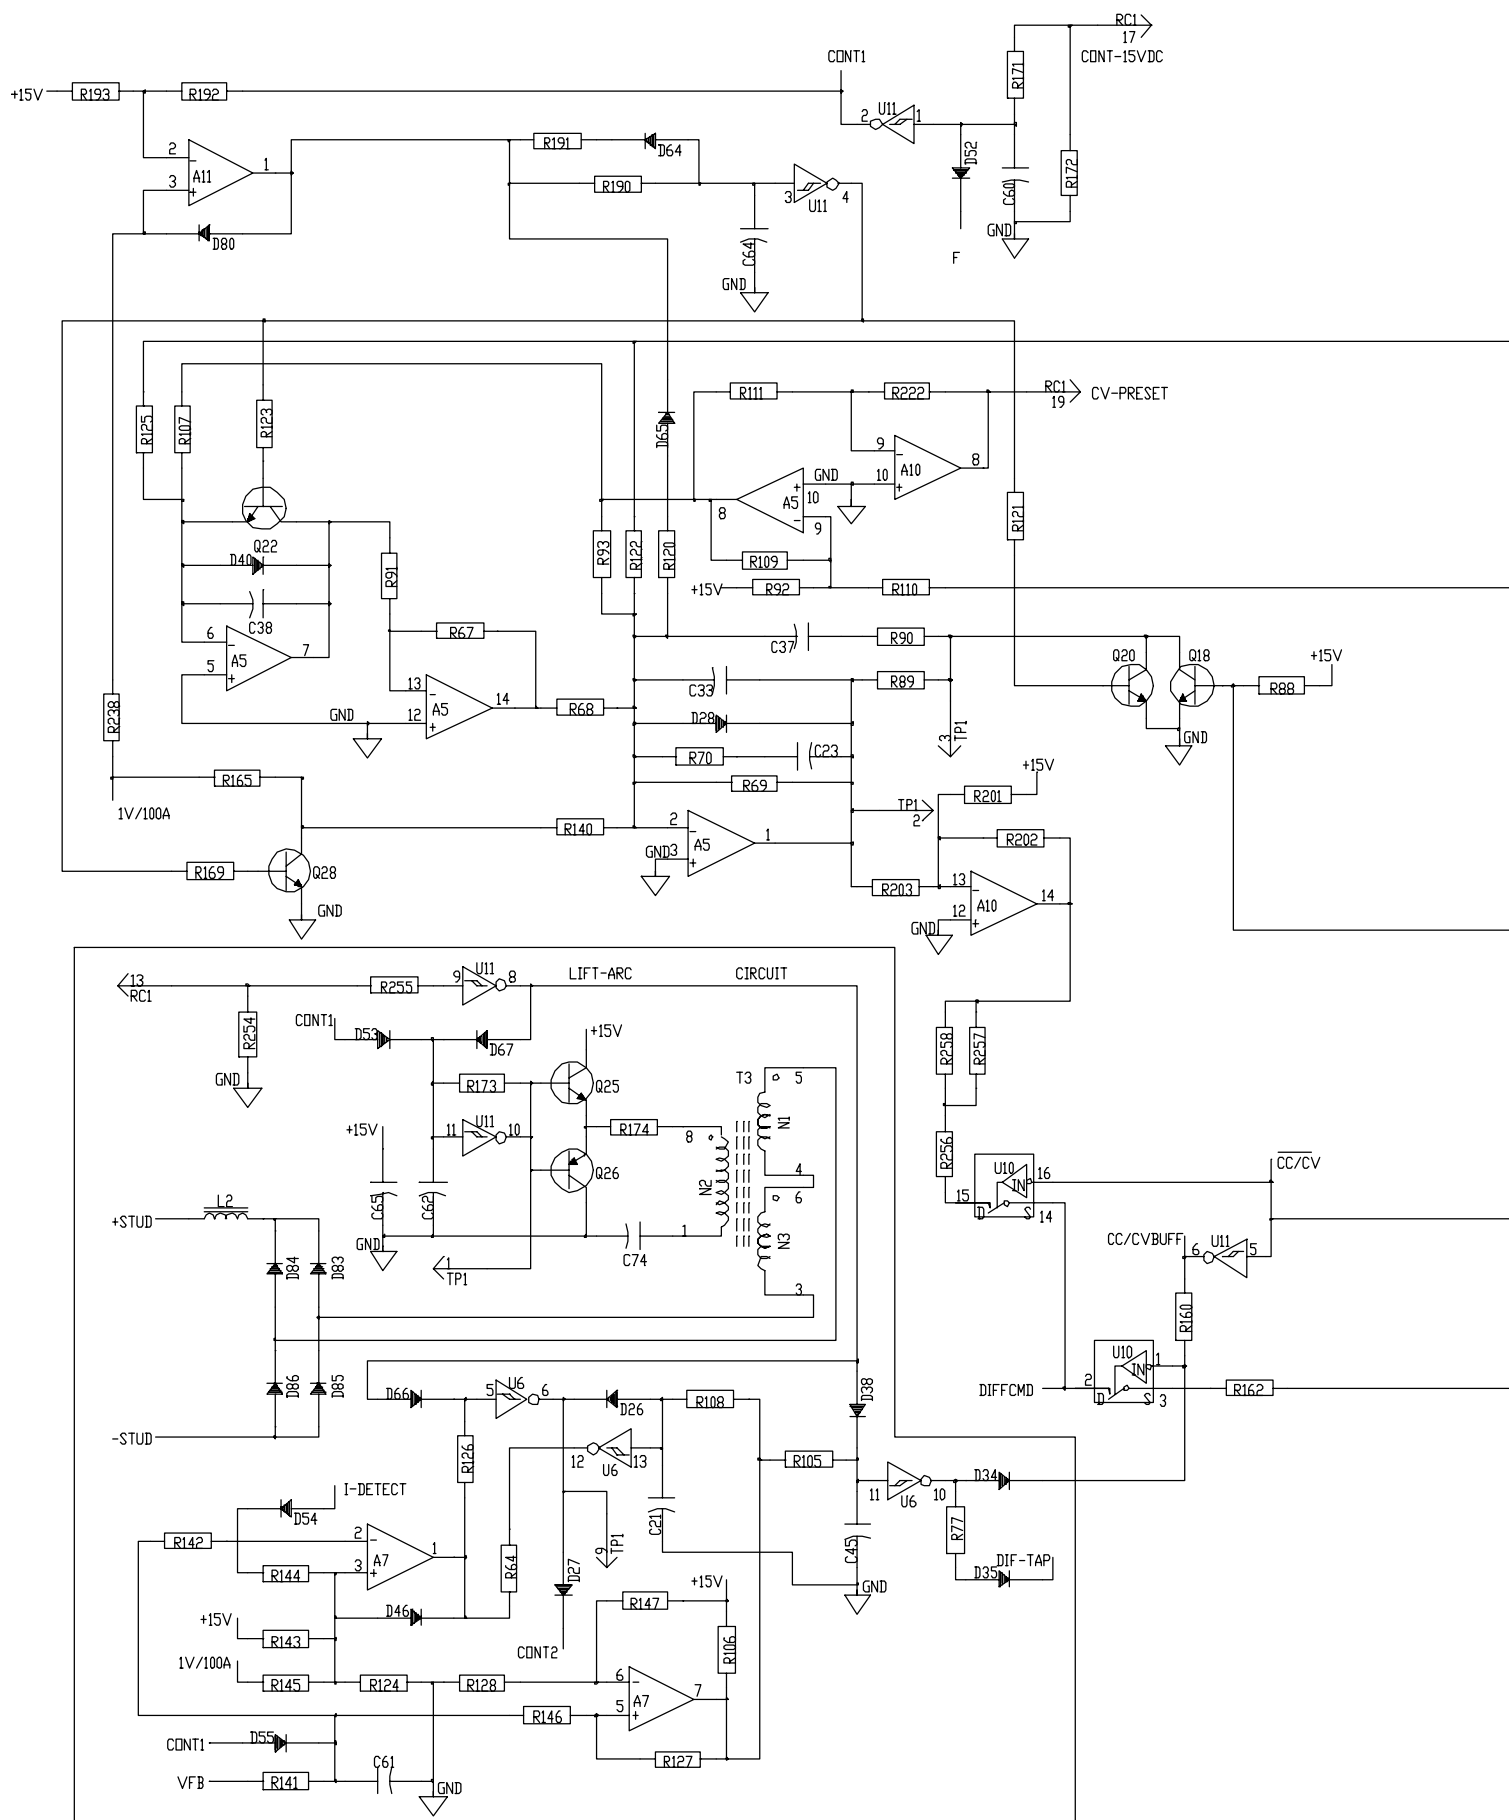 RC1
17
CONT-15VDC
CONT1
R171
+15V
R193
R192
U11
2
1
R172
D52
C60
GND
F
2
3
A11
1
R191
D64
R190
3
U11
4
D80
C64
GND
R125
R107
R123
R111
R222
RC1
19
CV-PRESET
D65
9
10
A10
8
GND
A5
10
9
8
R121
Q22
D40
R91
R93
R122
R120
R109
+15V
R92
R110
C38
6
5
A5
7
R67
C37
R90
Q20
Q18
+15V
R88
GND
R238
GND
13
12
A5
14
R68
C33
R89
D28
3
TP1
R70
C23
R69
+15V
R201
R165
1V/100A
TP1
2
R202
R140
2
GND3
A5
1
R169
Q28
GND
R203
13
12
A10
14
GND
13
RC1
R255
9
U11
8
LIFT-ARC
CIRCUIT
R254
GND
CONT1
D53
D67
+15V
R173
Q25
R258
R257
T3
5
N1
+15V
11
U11
10
R174
8
Q26
N2
4
6
C65
C62
R256
U10
16
IN
15
D
S
14
CC/CV
L2
+STUD
GND
C74
1
N3
3
1
TP1
D84
D83
CC/CVBUFF
6
U11
5
R160
U10
IN
1
2
D
S
3
DIFFCMD
R162
D86
D85
-STUD
D66
5
U6
6
D26
R108
D38
R126
12
U6
13
R105
11
U6
10
D34
I-DETECT
D54
R142
2
3
A7
1
R144
R64
9
TP1
C21
C45
R77
D35
DIF-TAP
D27
GND
D46
+15V
R143
+15V
R147
R106
1V/100A
R145
R124
R128
CONT2
6
5
A7
7
R146
R127
CONT1
D55
C61
VFB
R141
GND